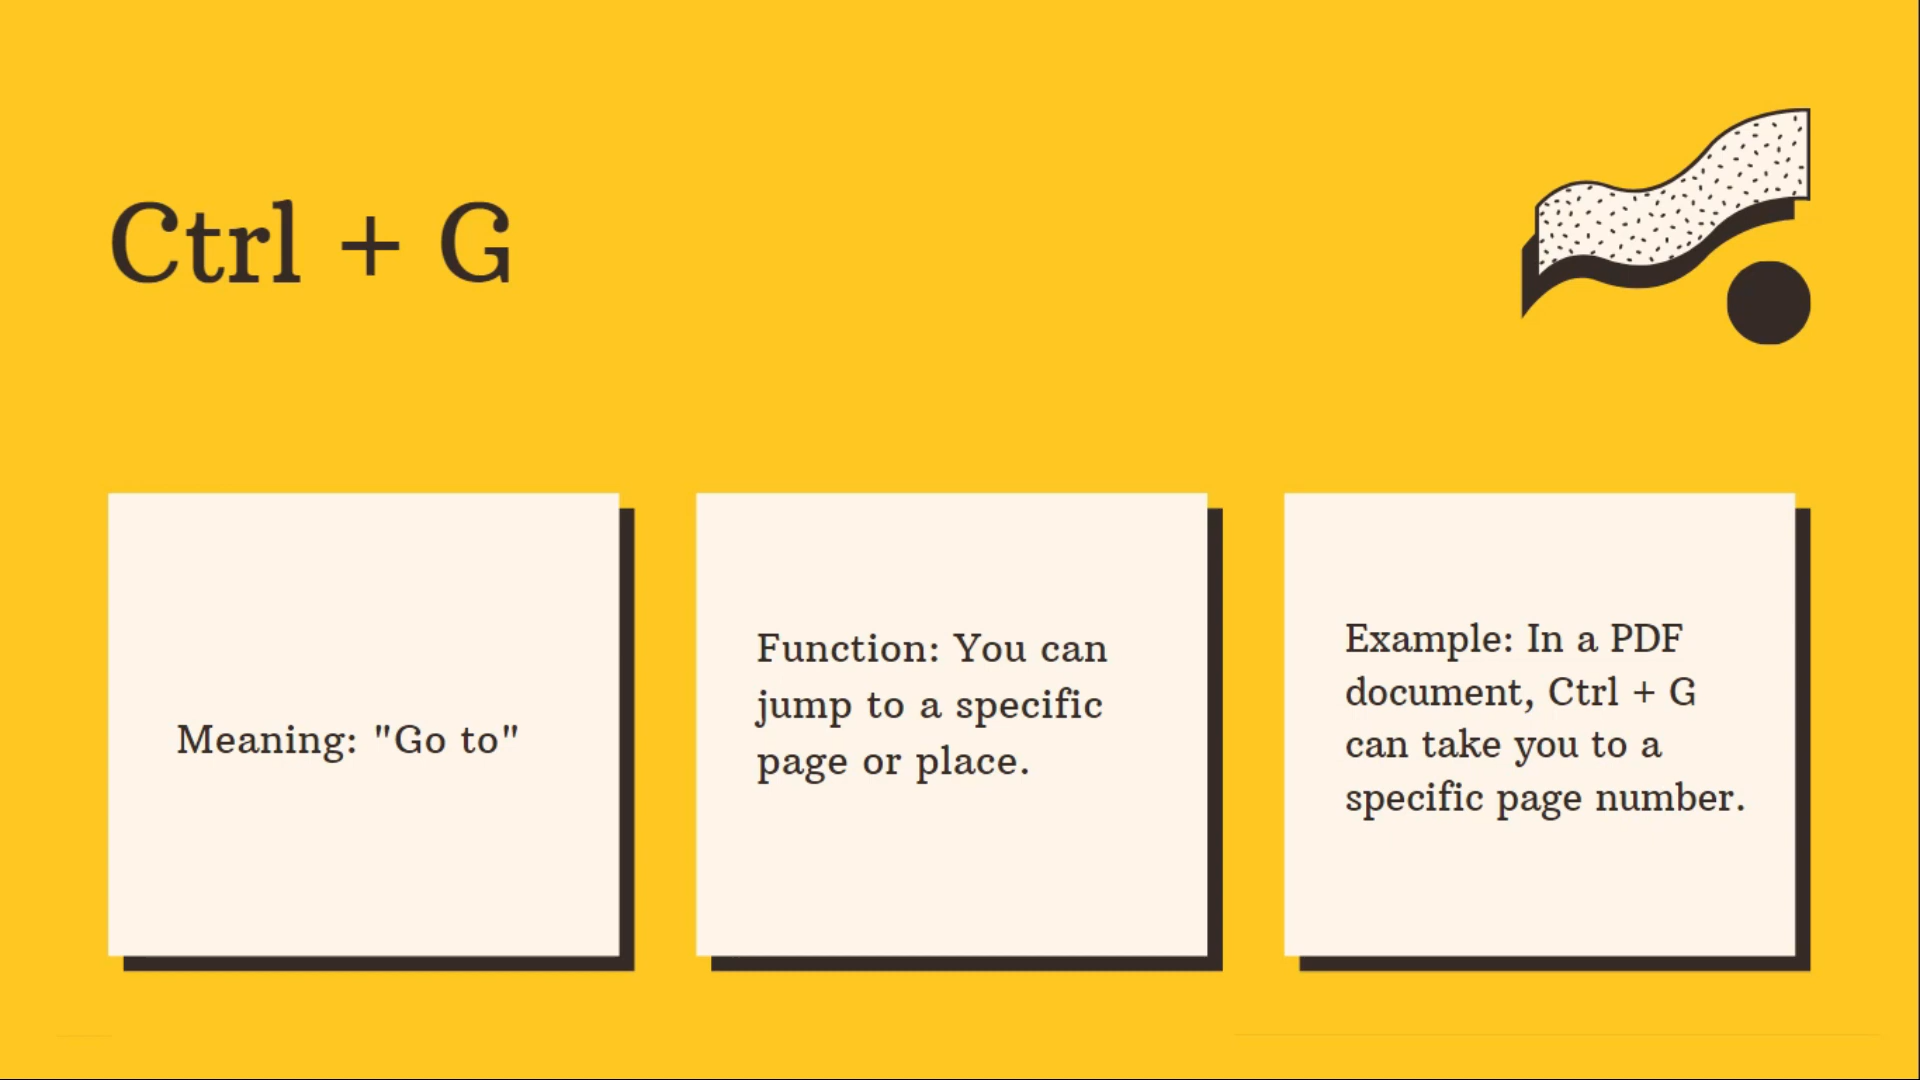 Ctrl + G
Meaning: "Go to"
Function: You can
jump to a specific
page or place.
Example: In a PDF
document, Ctrl + G
can take you to a
specific page number.